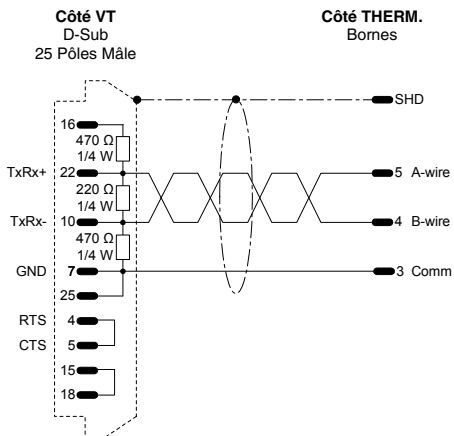 Côté VT
D-Sub
25 Pôles Mâle
Côté THERM.
Bornes
SHD
16
470 Ω
1/4 W
TxRx+ 22
5 A-wire
220 Ω
1/4 W
TxRx- 10
4 B-wire
470 Ω
1/4 W
GND 7
3 Comm
25
RTS 4
CTS 5
15
18